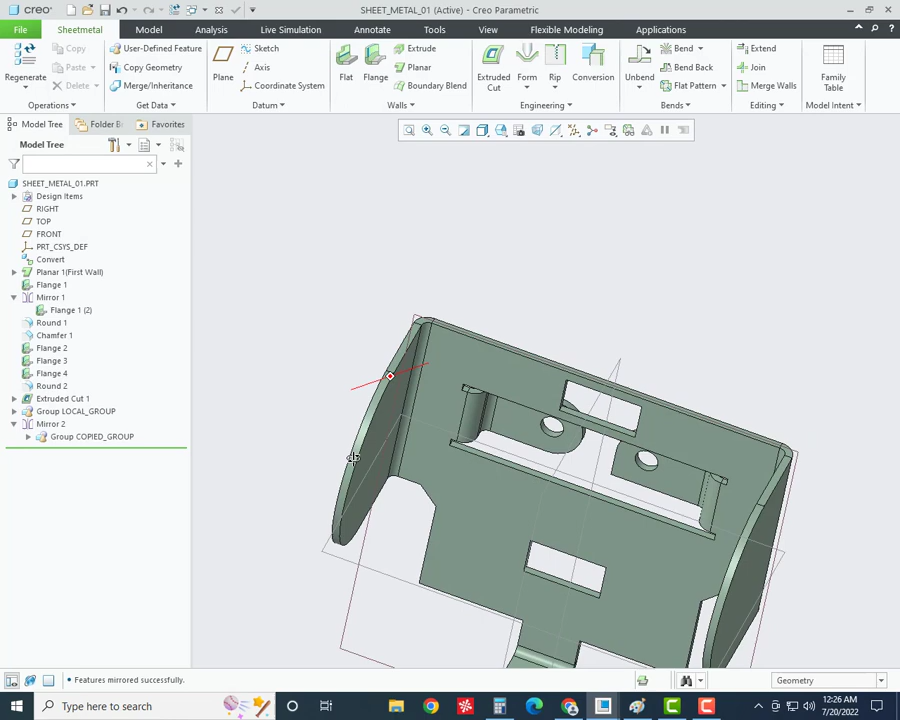 creo SHEET_METAL_01 (Active) - Creo Parametric
File Sheetmetal Model Analysis Live Simulation Annotate Tools View Flexible Modeling Applications
Regenerate Copy Paste Delete User-Defined Feature Copy Geometry Merge/Inheritance Plane Sketch Axis Coordinate System Flat Flange Extrude Planar Boundary Blend Extruded Cut Form Rip Conversion Unbend Bend Bend Back Flat Pattern Extend Join Merge Walls Family Table
Operations Get Data Datum Walls Engineering Bends Editing Model Intent
Model Tree Folder B Favorites
Model Tree
SHEET_METAL_01.PRT
Design Items
RIGHT
TOP
FRONT
PRT_CSYS_DEF
Convert
Planar 1(First Wall)
Flange 1
Mirror 1
Flange 1 (2)
Round 1
Chamfer 1
Flange 2
Flange 3
Flange 4
Round 2
Extruded Cut 1
Group LOCAL_GROUP
Mirror 2
Group COPIED_GROUP
• Features mirrored successfully. Geometry
Type here to search 12:26 AM
7/20/2022